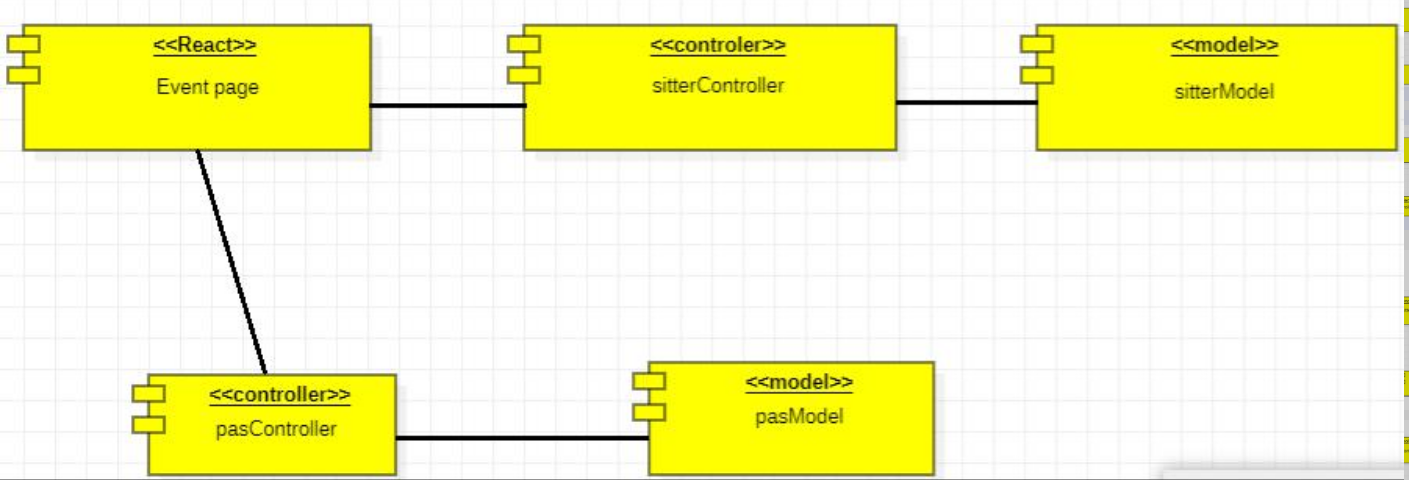 <<React>>
Event page
<<controler>>
sitterController
<<model>>
sitterModel
<<controller>>
pasController
<<model>>
pasModel